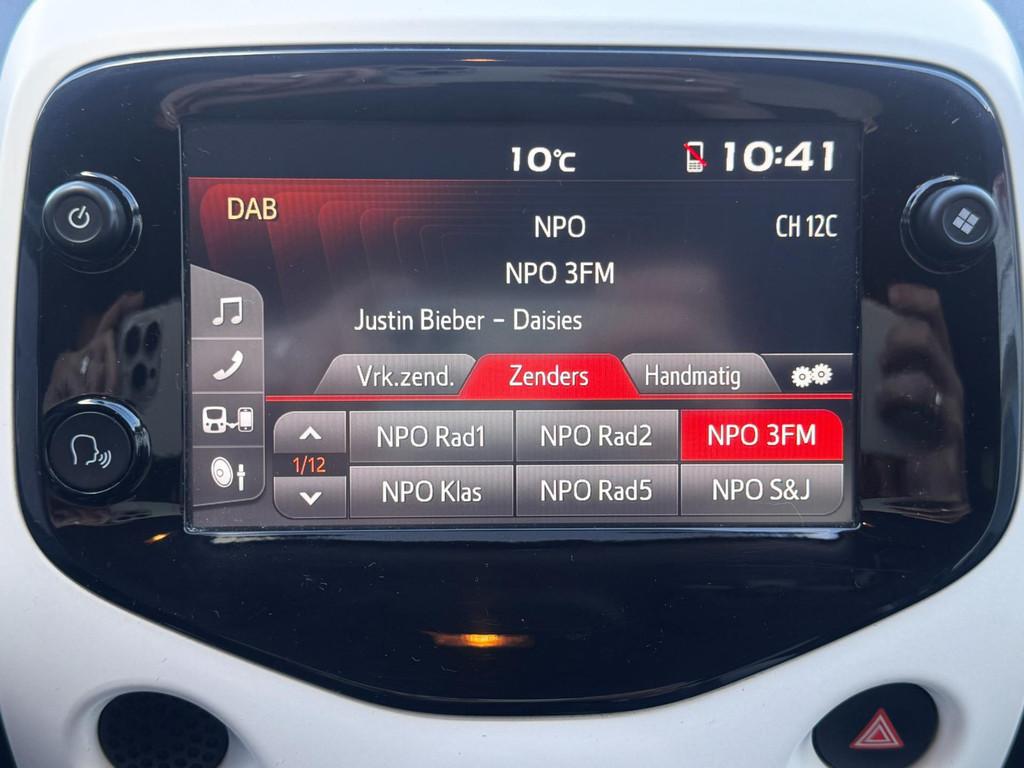 10°C 10:41
DAB
NPO CH 12C
NPO 3FM
Justin Bieber - Daisies
Vrk.zend. Zenders Handmatig
NPO Rad1 NPO Rad2 NPO 3FM
1/12
NPO Klas NPO Rad5 NPO S&J